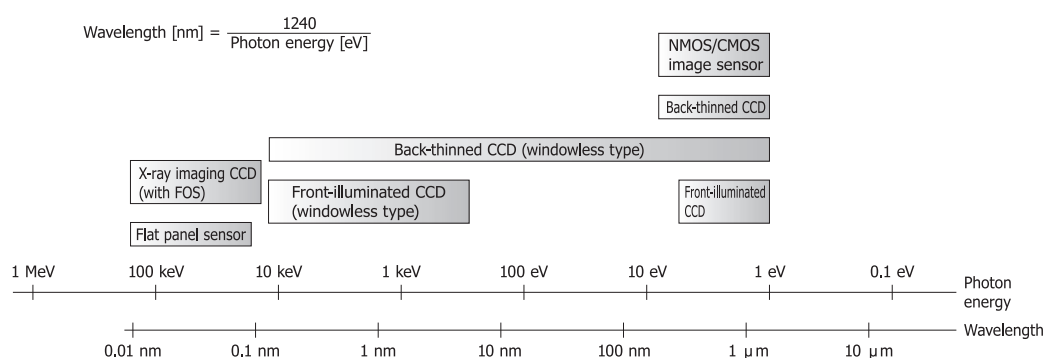 Wavelength [nm] = 1240
Photon energy [eV]
NMOS/CMOS
image sensor
Back-thinned CCD
Back-thinned CCD (windowless type)
X-ray imaging CCD
(with FOS)
Front-illuminated CCD
(windowless type)
Front-illuminated
CCD
Flat panel sensor
1 MeV 100 keV 10 keV 1 keV 100 eV 10 eV 1 eV 0.1 eV
Photon
energy
Wavelength
0.01 nm 0.1 nm 1 nm 10 nm 100 nm 1 μm 10 μm